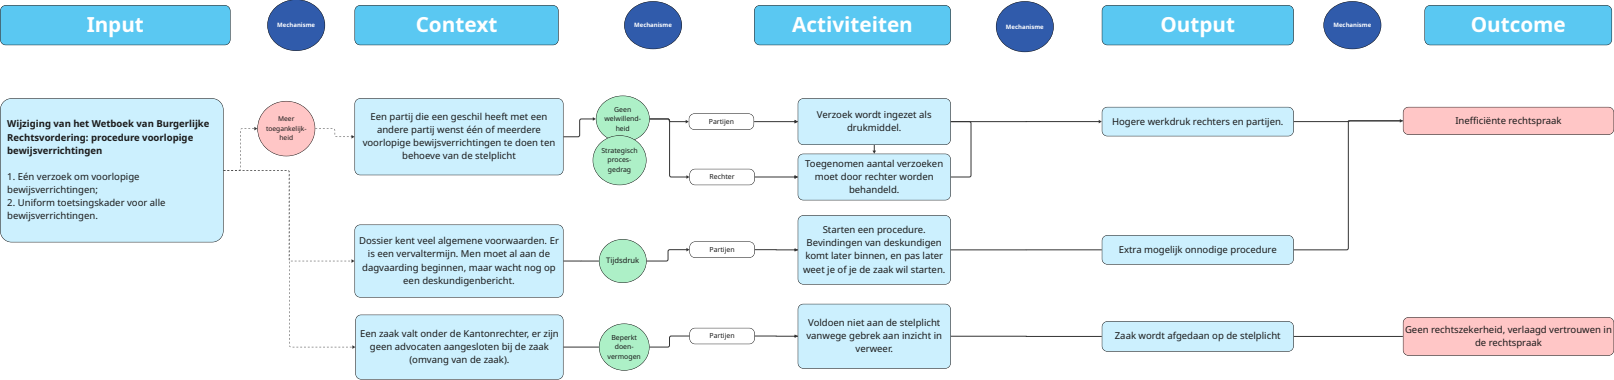 Input
Mechanisme
Context
Mechanisme
Activiteiten
Mechanisme
Output
Mechanisme
Outcome
Wijziging van het Wetboek van Burgerlijke
Rechtsvordering: procedure voorlopige
bewijsverrichtingen
1. Eén verzoek om voorlopige
bewijsverrichtingen;
2. Uniform toetsingskader voor alle
bewijsverrichtingen.
Meer
toegankelijk-
heid
Een partij die een geschil heeft met een
andere partij wenst één of meerdere
voorlopige bewijsverrichtingen te doen ten
behoeve van de stelplicht
Geen
welwillend-
heid
Strategisch
proces-
gedrag
Partijen
Rechter
Verzoek wordt ingezet als
drukmiddel.
Toegenomen aantal verzoeken
moet door rechter worden
behandeld.
Hogere werkdruk rechters en partijen.
Inefficiënte rechtspraak
Dossier kent veel algemene voorwaarden. Er
is een vervaltermijn. Men moet al aan de
dagvaarding beginnen, maar wacht nog op
een deskundigenbericht.
Tijdsdruk
Partijen
Starten een procedure.
Bevindingen van deskundigen
komt later binnen, en pas later
weet je of je de zaak wil starten.
Extra mogelijk onnodige procedure
Een zaak valt onder de Kantonrechter, er zijn
geen advocaten aangesloten bij de zaak
(omvang van de zaak).
Beperkt
doen-
vermogen
Partijen
Voldoen niet aan de stelplicht
vanwege gebrek aan inzicht in
verweer.
Zaak wordt afgedaan op de stelplicht
Geen rechtszekerheid, verlaagd vertrouwen in
de rechtspraak